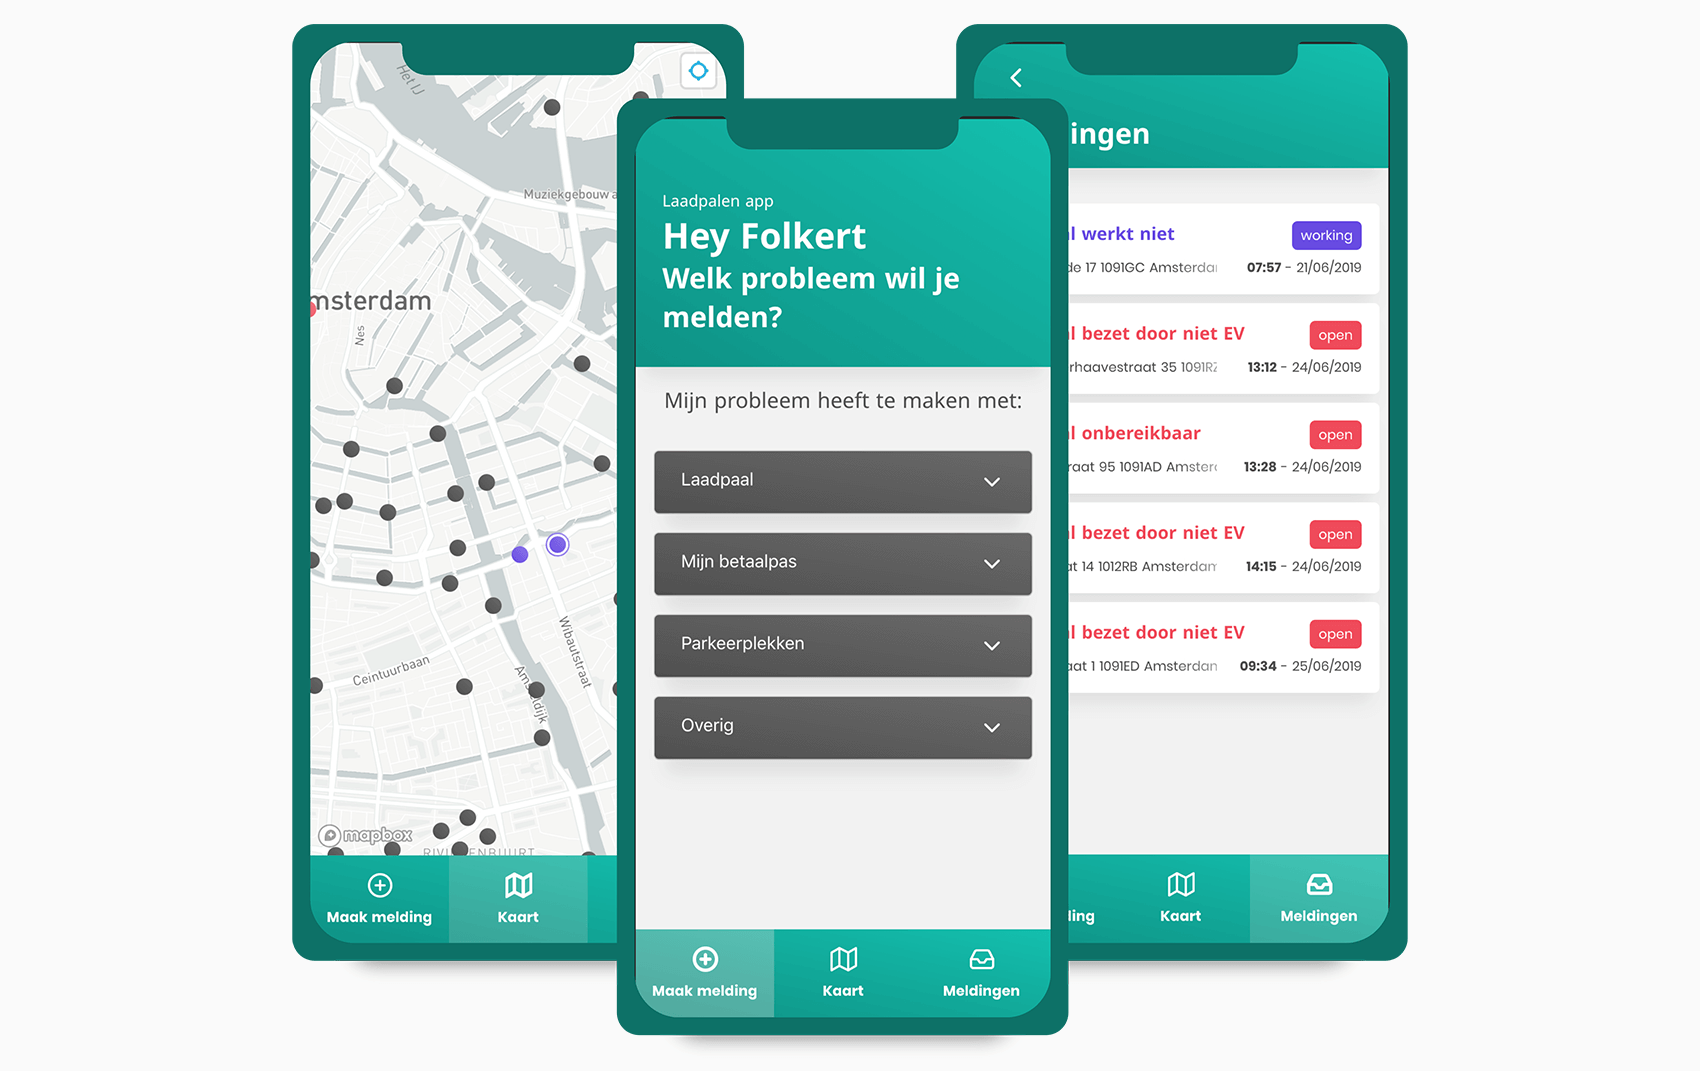 Het IJ
Muziekgebouw a
msterdam
Nes
Wibautstraat
Ceintuurbaan
mapbox
Maak melding
Kaart
Laadpalen app
Hey Folkert
Welk probleem wil je
melden?
Mijn probleem heeft te maken met:
Laadpaal
Mijn betaalpas
Parkeerplekken
Overig
Maak melding
Kaart
Meldingen
ingen
l werkt niet
working
de 17 1091GC Amsterda
07:57 - 21/06/2019
l bezet door niet EV
open
rhaavestraat 35 1091RZ
13:12 - 24/06/2019
l onbereikbaar
open
raat 95 1091AD Amster
13:28 - 24/06/2019
l bezet door niet EV
open
at 14 1012RB Amsterdam
14:15 - 24/06/2019
l bezet door niet EV
open
aat 1 1091ED Amsterdan
09:34 - 25/06/2019
ling
Kaart
Meldingen